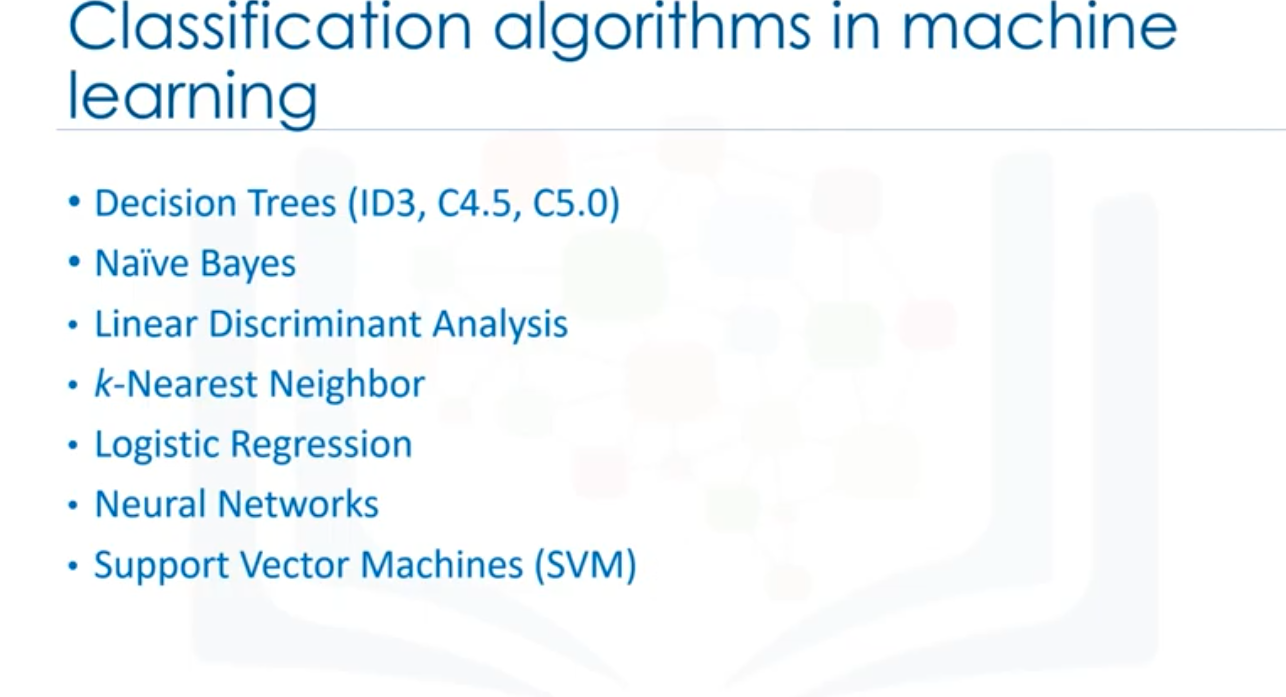 Classification algorithms in machine
learning
• Decision Trees (ID3, C4.5, C5.0)
• Naïve Bayes
• Linear Discriminant Analysis
• k-Nearest Neighbor
• Logistic Regression
• Neural Networks
• Support Vector Machines (SVM)